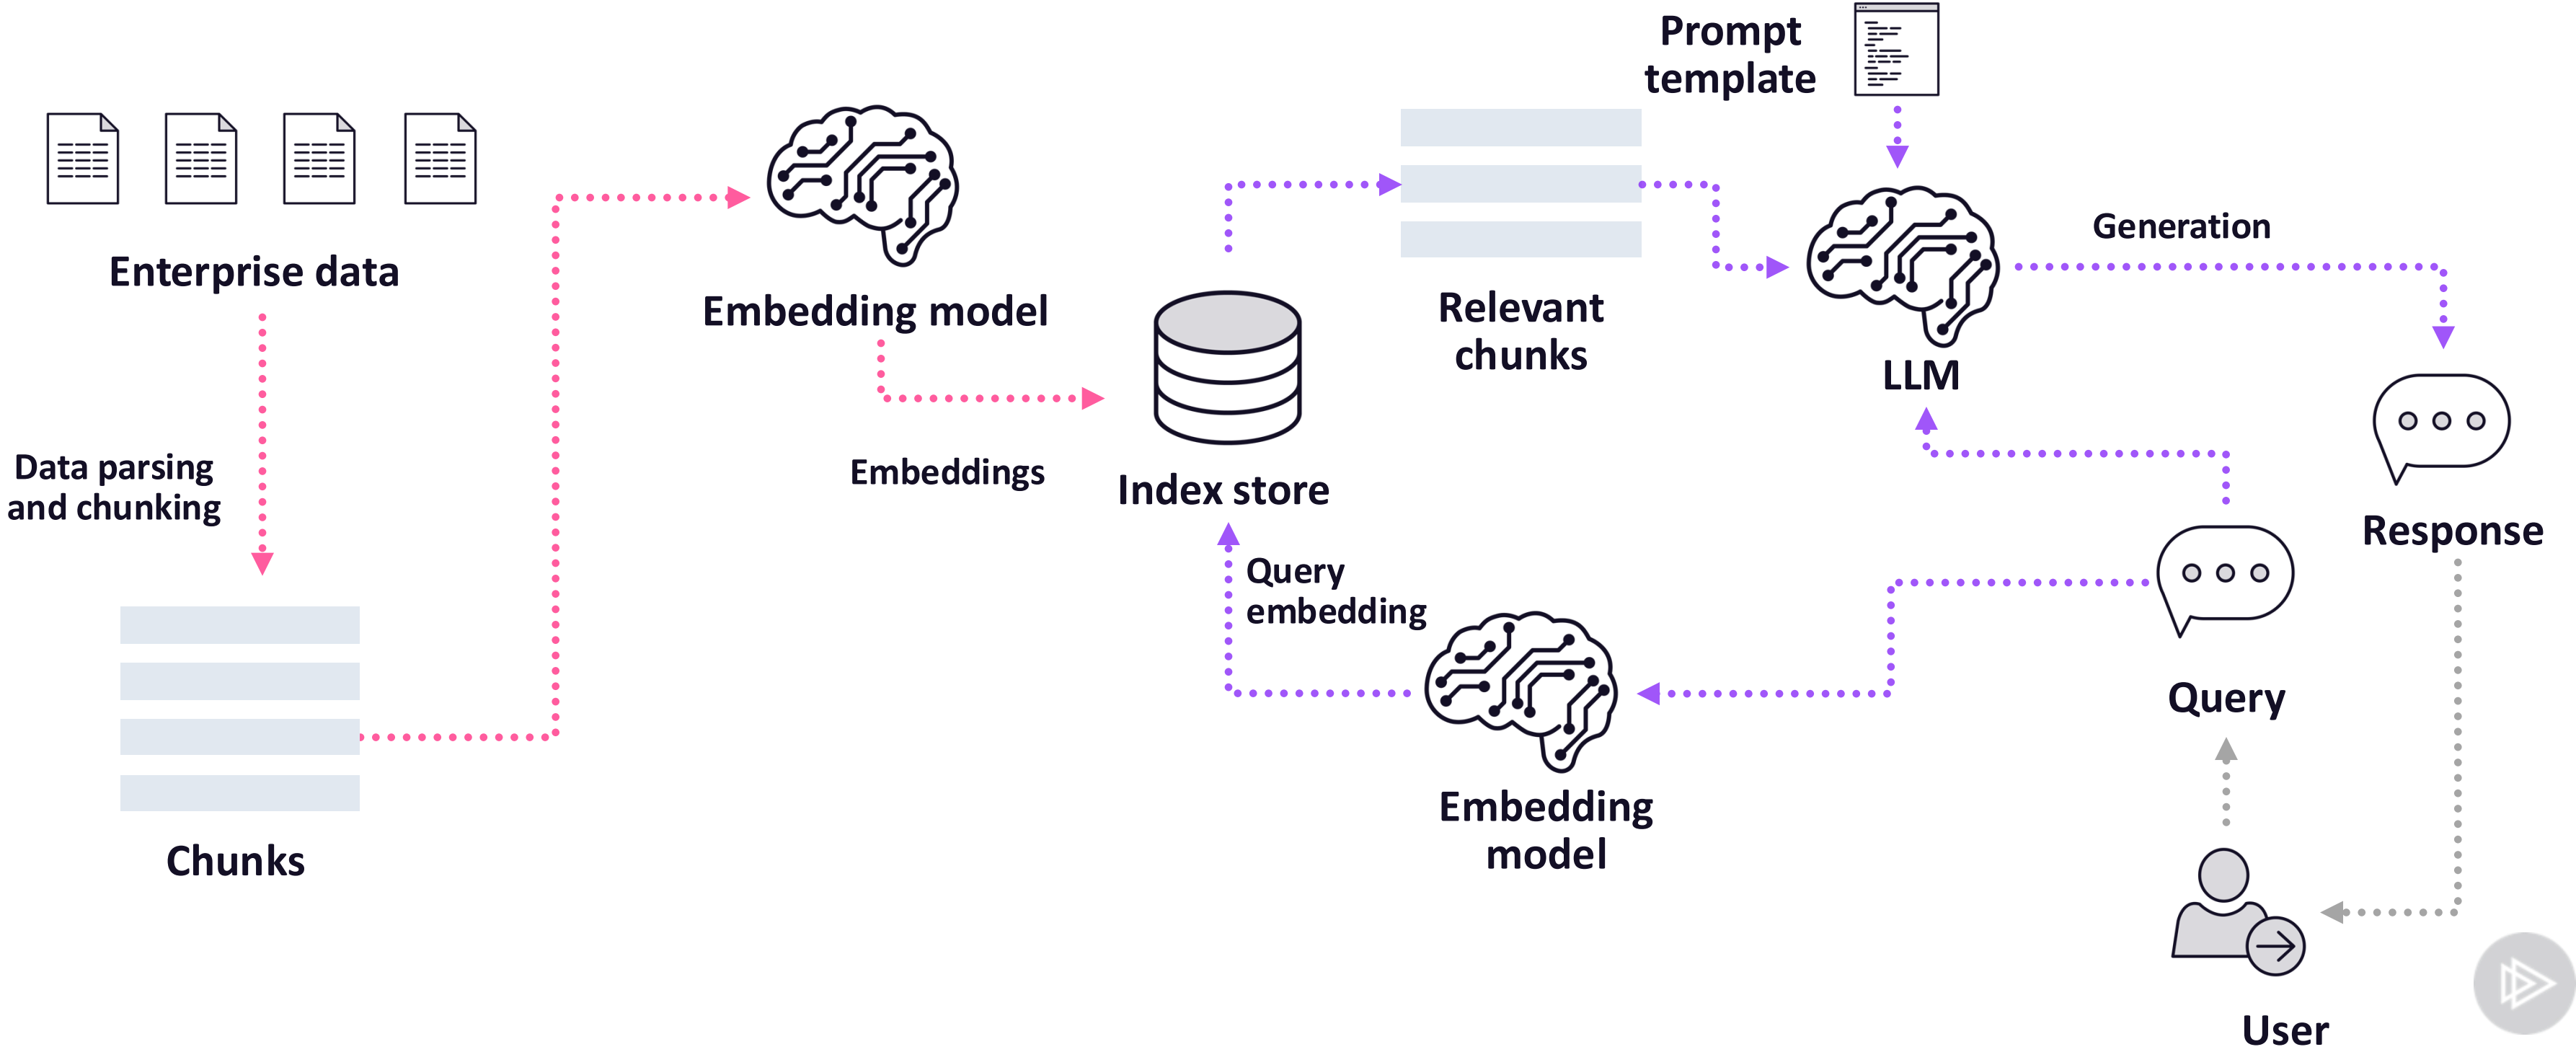 Prompt
template
Enterprise data
Embedding model
Relevant
chunks
Generation
LLM
Data parsing
and chunking
Embeddings
Index store
Response
Query
embedding
Query
Embedding
model
Chunks
User